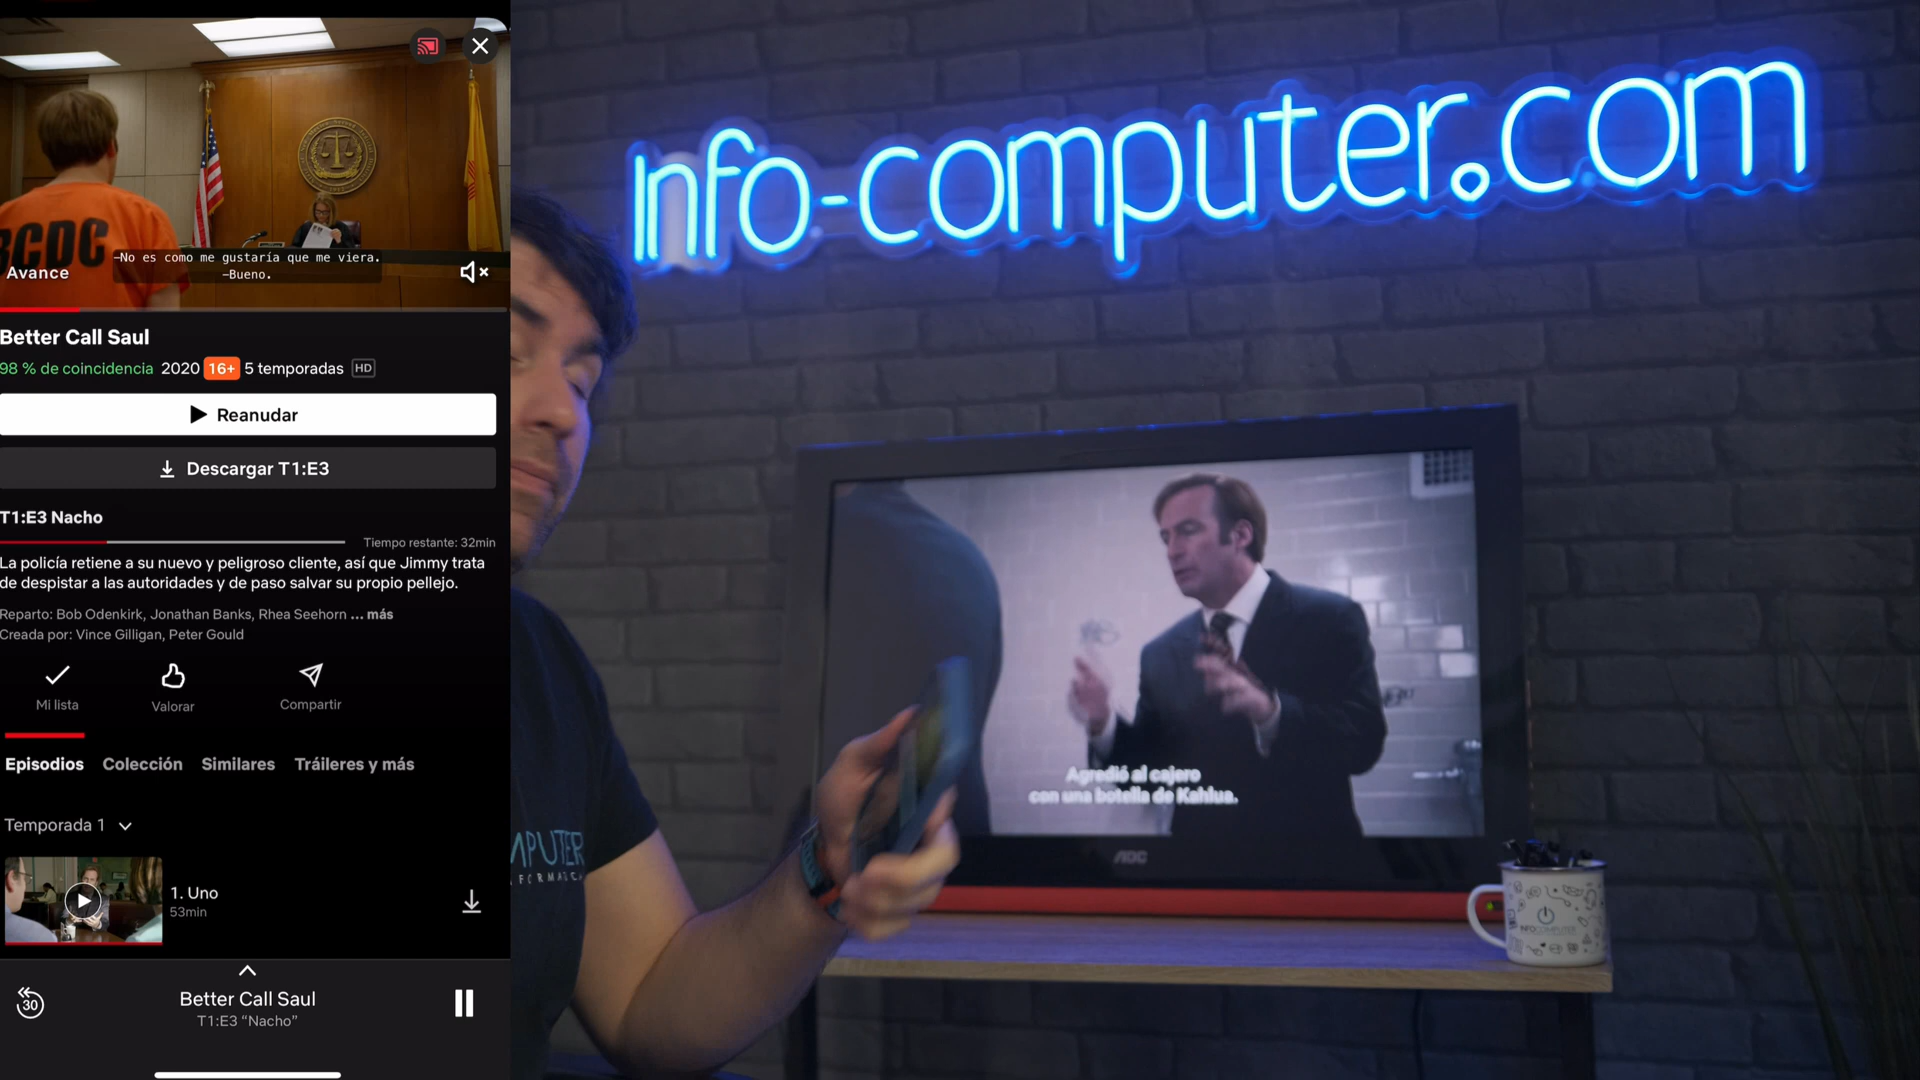 BCDC
—No es como me gustaría que me viera.
—Bueno.
Avance
Better Call Saul
98 % de coincidencia 2020 16+ 5 temporadas HD
Reanudar
Descargar T1:E3
T1:E3 Nacho
Tiempo restante: 32min
La policía retiene a su nuevo y peligroso cliente, así que Jimmy trata
de despistar a las autoridades y de paso salvar su propio pellejo.
Reparto: Bob Odenkirk, Jonathan Banks, Rhea Seehorn ... más
Creada por: Vince Gilligan, Peter Gould
Mi lista
Valorar
Compartir
Episodios Colección Similares Tráileres y más
Temporada 1
1. Uno
53min
30
Better Call Saul
T1:E3 “Nacho”
Info-computer.com
Agredió al cajero
con una botella de Kahlua.
AOC
MPUTER
INFOCOMPUTER